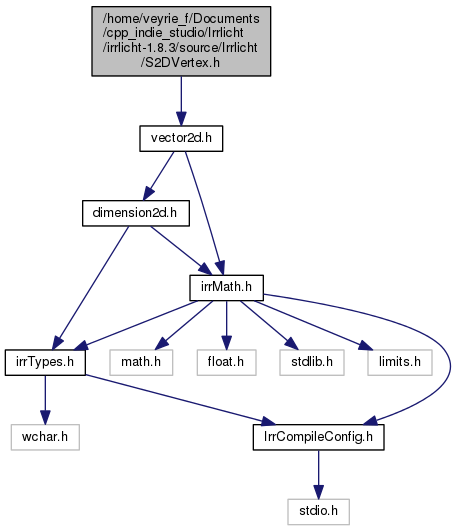 /home/veyrie_f/Documents
/cpp_indie_studio/Irrlicht
/irrlicht-1.8.3/source/Irrlicht
/S2DVertex.h
vector2d.h
dimension2d.h
irrMath.h
irrTypes.h
math.h
float.h
stdlib.h
limits.h
wchar.h
IrrCompileConfig.h
stdio.h